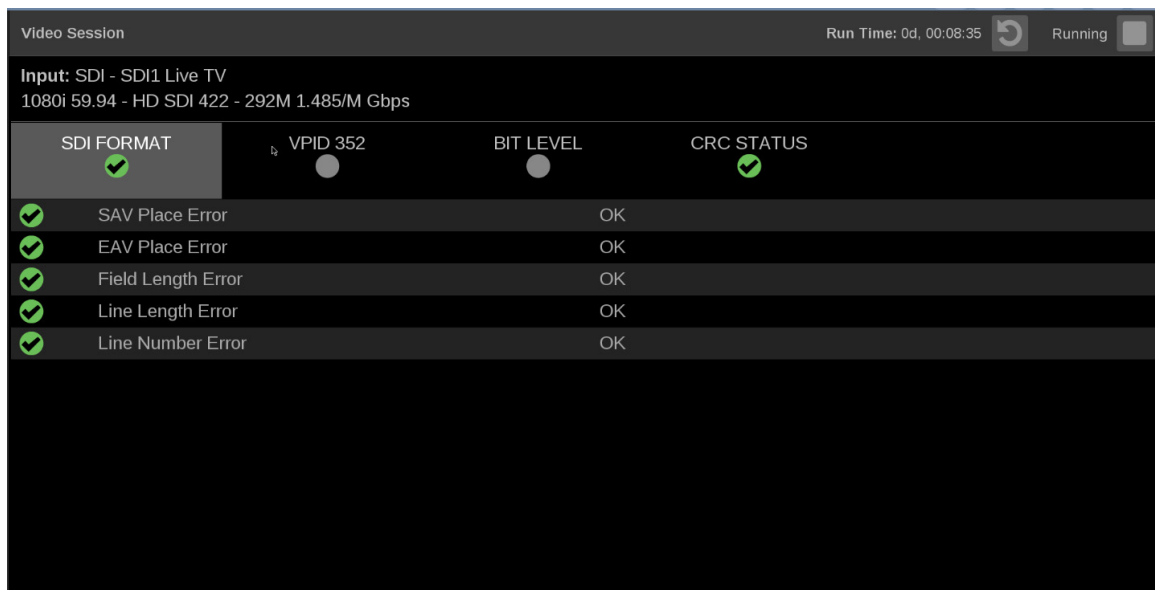 Video Session Run Time: 0d, 00:08:35 Running
Input: SDI - SDI1 Live TV
1080i 59.94 - HD SDI 422 - 292M 1.485/M Gbps
SDI FORMAT VPID 352 BIT LEVEL CRC STATUS
SAV Place Error OK
EAV Place Error OK
Field Length Error OK
Line Length Error OK
Line Number Error OK